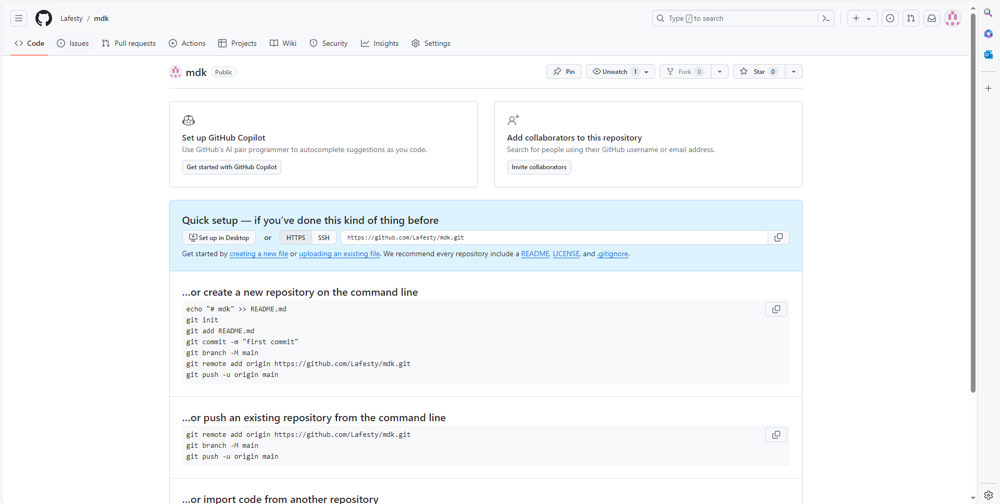 Lafesty / mdk
Type / to search
Code Issues Pull requests Actions Projects Wiki Security Insights Settings
mdk Public
Pin Unwatch 1 Fork 0 Star 0
Set up GitHub Copilot
Use GitHub's AI pair programmer to autocomplete suggestions as you code.
Get started with GitHub Copilot
Add collaborators to this repository
Search for people using their GitHub username or email address.
Invite collaborators
Quick setup — if you’ve done this kind of thing before
Set up in Desktop or HTTPS SSH https://github.com/Lafesty/mdk.git
Get started by creating a new file or uploading an existing file. We recommend every repository include a README, LICENSE, and .gitignore.
…or create a new repository on the command line
echo "# mdk" >> README.md
git init
git add README.md
git commit -m "first commit"
git branch -M main
git remote add origin https://github.com/Lafesty/mdk.git
git push -u origin main
…or push an existing repository from the command line
git remote add origin https://github.com/Lafesty/mdk.git
git branch -M main
git push -u origin main
…or import code from another repository